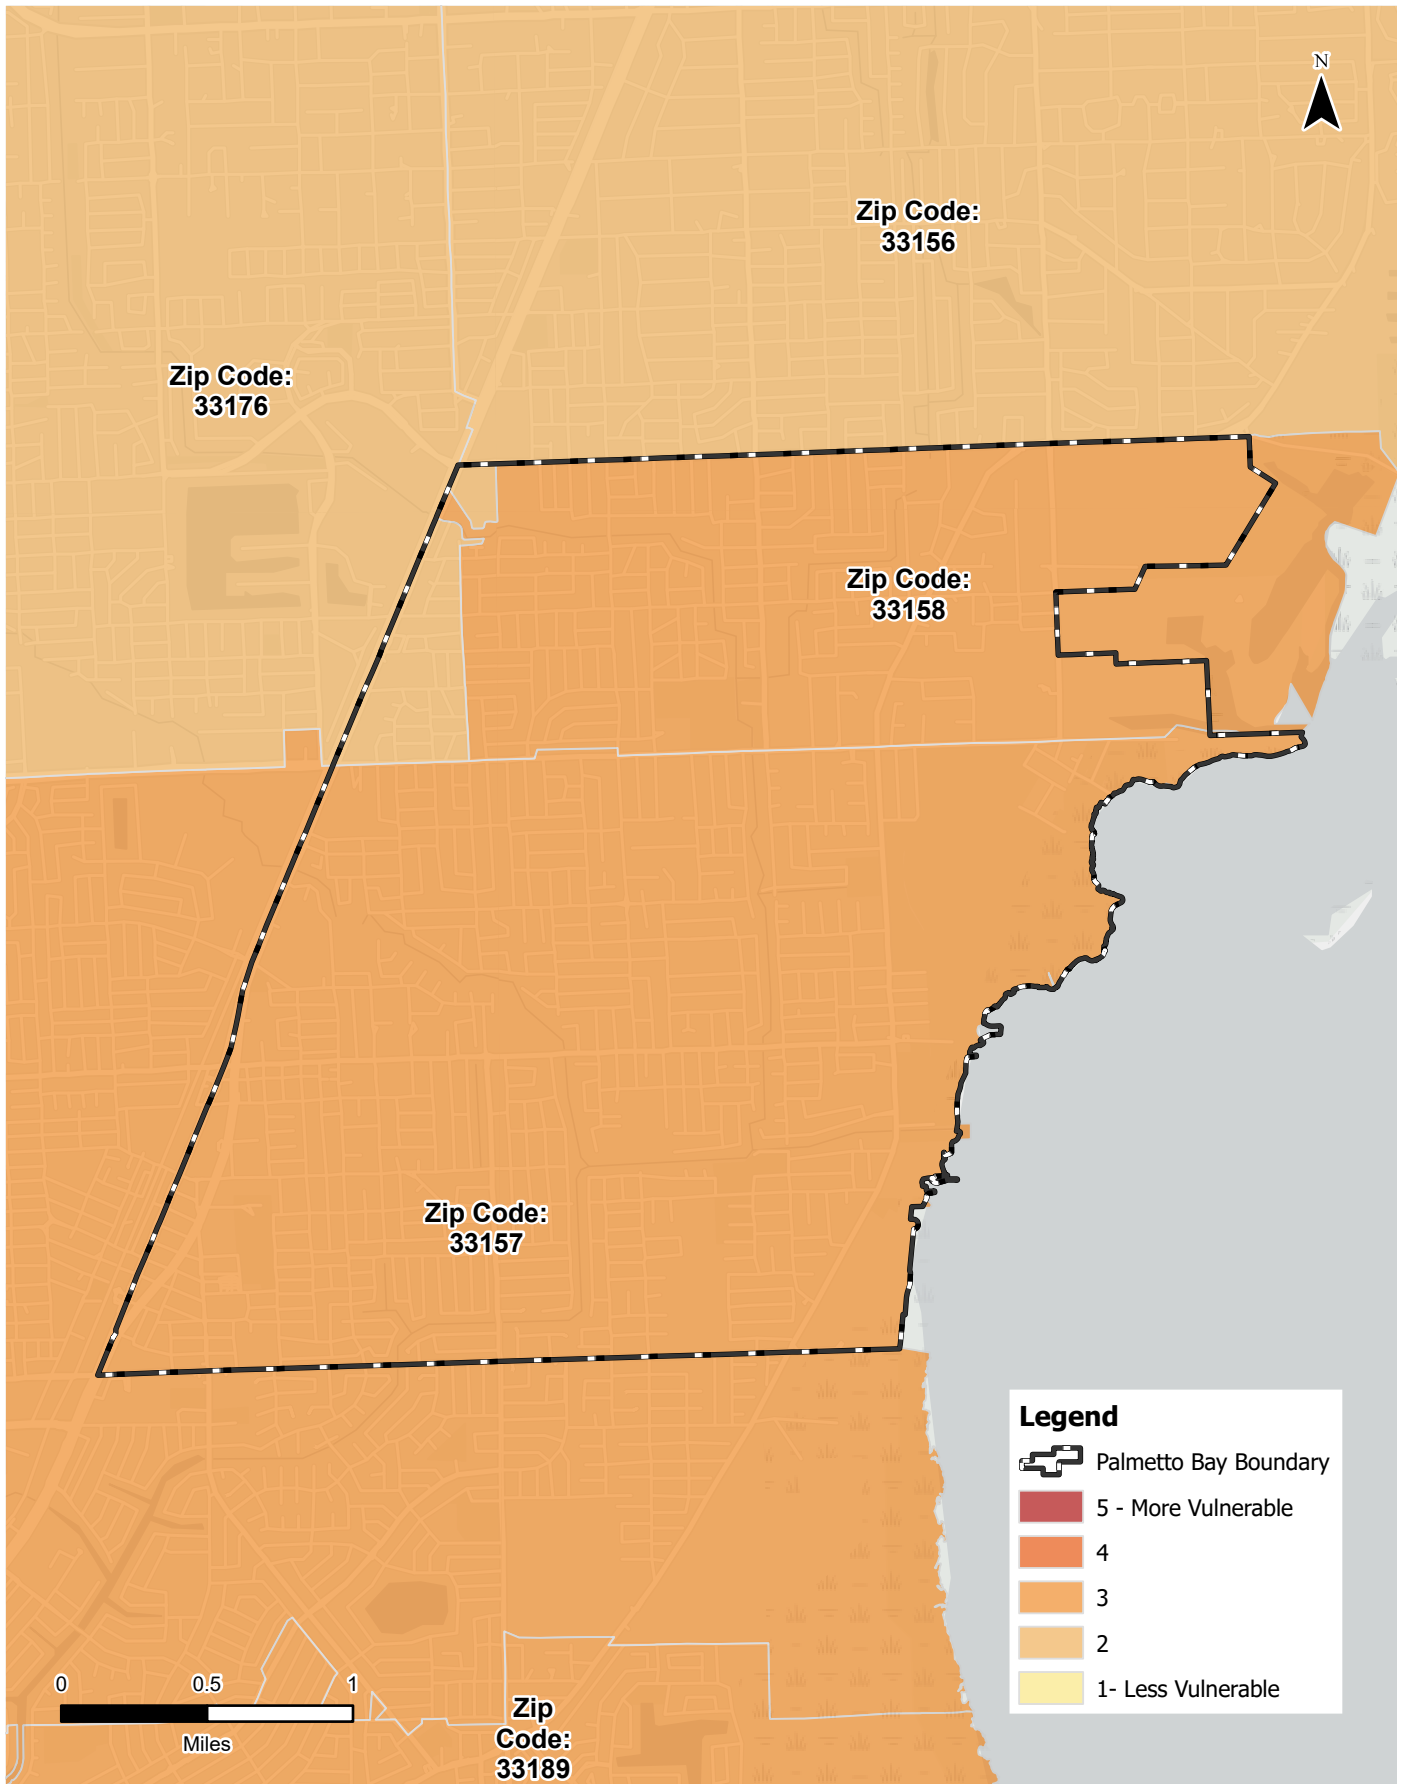 N
Zip Code:
33156
Zip Code:
33176
Zip Code:
33158
Zip Code:
33157
Legend
Palmetto Bay Boundary
5 - More Vulnerable
4
3
2
1- Less Vulnerable
0 0.5 1
Miles
Zip
Code:
33189